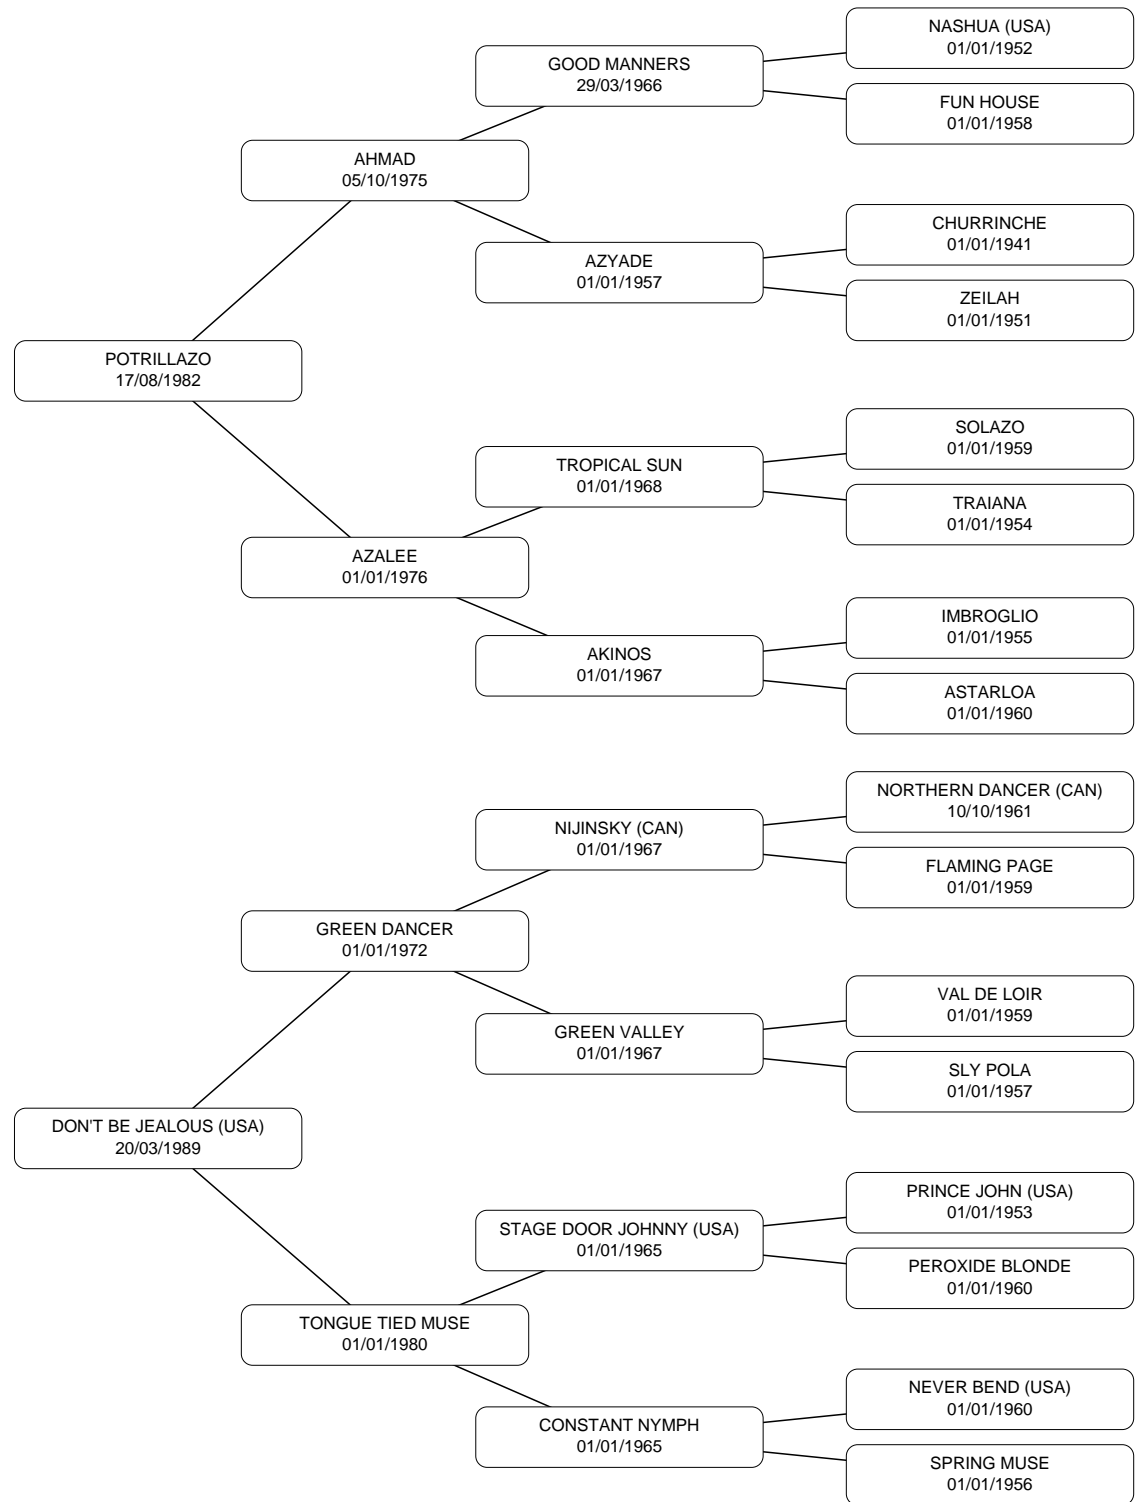 NASHUA (USA)
01/01/1952
GOOD MANNERS
29/03/1966
FUN HOUSE
01/01/1958
AHMAD
05/10/1975
CHURRINCHE
01/01/1941
AZYADE
01/01/1957
ZEILAH
01/01/1951
POTRILLAZO
17/08/1982
SOLAZO
01/01/1959
TROPICAL SUN
01/01/1968
TRAIANA
01/01/1954
AZALEE
01/01/1976
IMBROGLIO
01/01/1955
AKINOS
01/01/1967
ASTARLOA
01/01/1960
NORTHERN DANCER (CAN)
10/10/1961
NIJINSKY (CAN)
01/01/1967
FLAMING PAGE
01/01/1959
GREEN DANCER
01/01/1972
VAL DE LOIR
01/01/1959
GREEN VALLEY
01/01/1967
SLY POLA
01/01/1957
DON'T BE JEALOUS (USA)
20/03/1989
PRINCE JOHN (USA)
01/01/1953
STAGE DOOR JOHNNY (USA)
01/01/1965
PEROXIDE BLONDE
01/01/1960
TONGUE TIED MUSE
01/01/1980
NEVER BEND (USA)
01/01/1960
CONSTANT NYMPH
01/01/1965
SPRING MUSE
01/01/1956